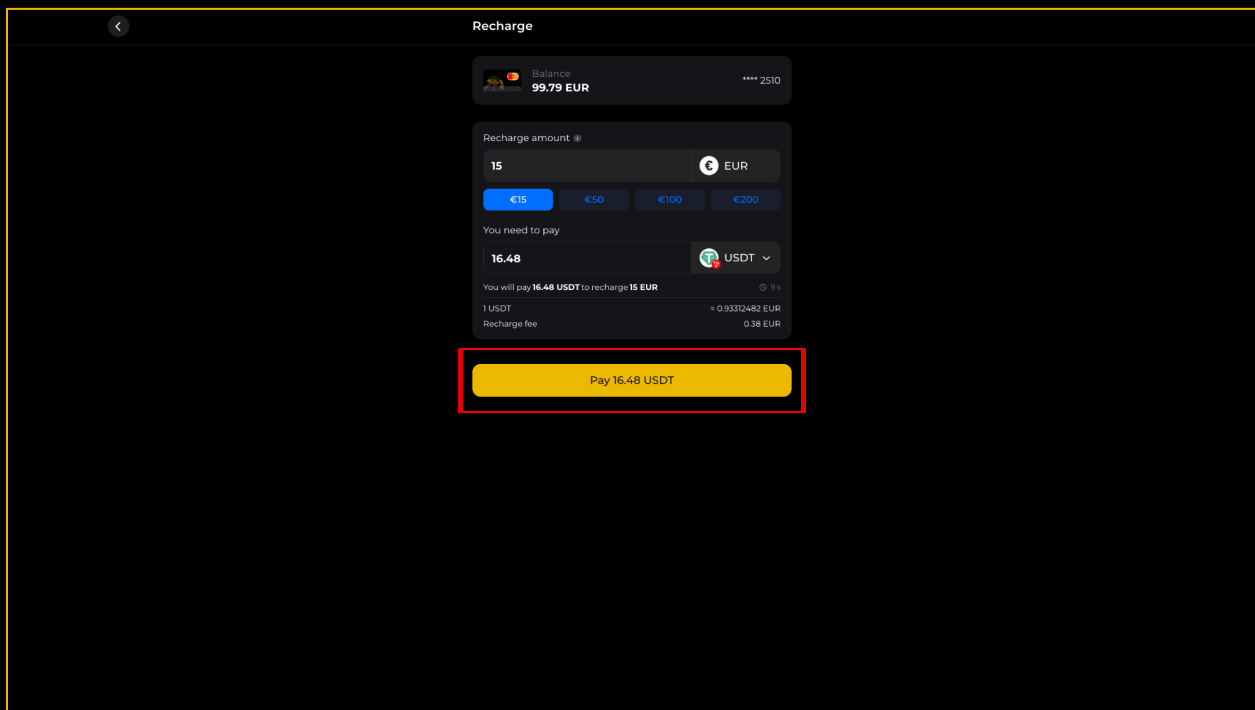 Recharge
Balance
99.79 EUR
**** 2510
Recharge amount
15
EUR
€15 €50 €100 €200
You need to pay
16.48
USDT
You will pay 16.48 USDT to recharge 15 EUR
9 s
1 USDT ≈ 0.93312482 EUR
Recharge fee 0.38 EUR
Pay 16.48 USDT